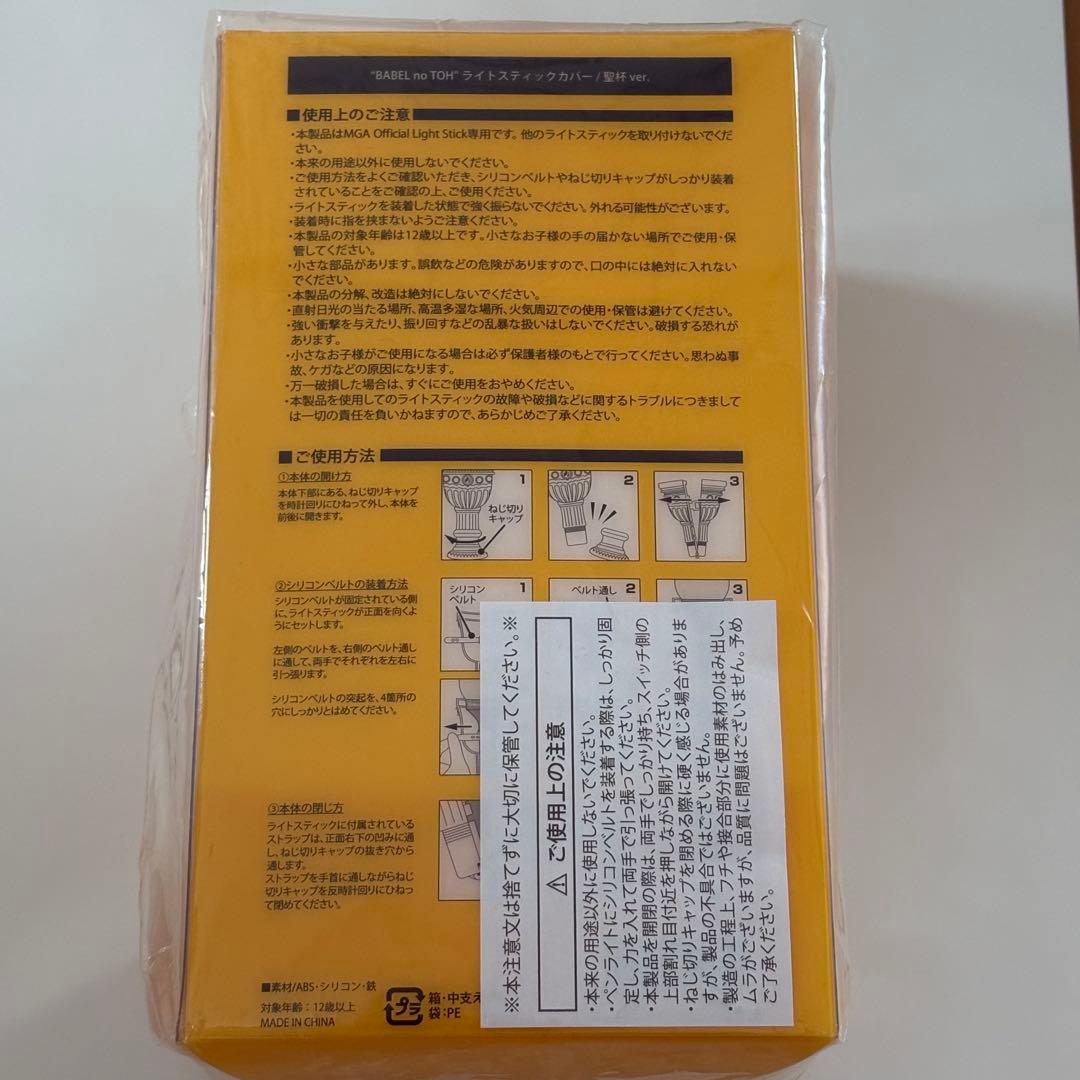 "BABEL no TOH" ライトスティックカバー / 聖杯 ver.
■使用上のご注意
・本製品はMGA Official Light Stick専用です。他のライトスティックを取り付けないでくだ
さい。
・本来の用途以外に使用しないでください。
・ご使用方法をよくご確認いただき、シリコンベルトやねじ切りキャップがしっかり装着
されていることをご確認の上、ご使用ください。
・ライトスティックを装着した状態で強く振らないでください。外れる可能性がございます。
・装着時に指を挟まないようご注意ください。
・本製品の対象年齢は12歳以上です。小さなお子様の手の届かない場所でご使用・保
管してください。
・小さな部品があります。誤飲などの危険がありますので、口の中には絶対に入れない
でください。
・本製品の分解、改造は絶対にしないでください。
・直射日光の当たる場所、高温多湿な場所、火気周辺での使用・保管は避けてください。
・強い衝撃を与えたり、振り回すなどの乱暴な扱いはしないでください。破損する恐れが
あります。
・小さなお子様がご使用になる場合は必ず保護者様のもとで行ってください。思わぬ事
故、ケガなどの原因になります。
・万一破損した場合は、すぐにご使用をおやめください。
・本製品を使用してのライトスティックの故障や破損などに関するトラブルにつきまして
は一切の責任を負いかねますので、あらかじめご了承ください。
■ご使用方法
①本体の開け方
本体下部にある、ねじ切りキャップ
を時計回りにひねって外し、本体を
前後に開きます。
1
ねじ切り
キャップ
2
3
②シリコンベルトの装着方法
シリコンベルトが固定されている側
に、ライトスティックが正面を向くよ
うにセットします。
左側のベルトを、右側のベルト通し
に通して、両手でそれぞれを左右に
引っ張ります。
シリコンベルトの突起を、4箇所の
穴にしっかりとはめてください。
シリコン
ベルト
1
ベルト通し
2
3
③本体の閉じ方
ライトスティックに付属されている
ストラップは、正面右下の凹みに通
し、ねじ切りキャップの抜き穴から
通します。
ストラップを手首に通しながらねじ
切りキャップを反時計回りにひねっ
て閉めてください。
■素材/ABS・シリコン・鉄
対象年齢：12歳以上
MADE IN CHINA
プラ
箱・中支え
袋:PE
※本注意文は捨てずに大切に保管してください。※
⚠ ご使用上の注意
・本来の用途以外に使用しないでください。
・ペンライトにシリコンベルトを装着する際は、しっかり固
定し、力を入れて両手で引っ張ってください。
・本製品を開閉の際は、両手でしっかり持ち、スイッチ側の
上部割れ目付近を押しながら開けてください。
・ねじ切りキャップを閉める際に硬く感じる場合がありま
すが、製品の不具合ではございません。
・製造の工程上、フチや接合部分に使用素材のはみ出し、
ムラがございますが、品質に問題はございません。予め
ご了承ください。